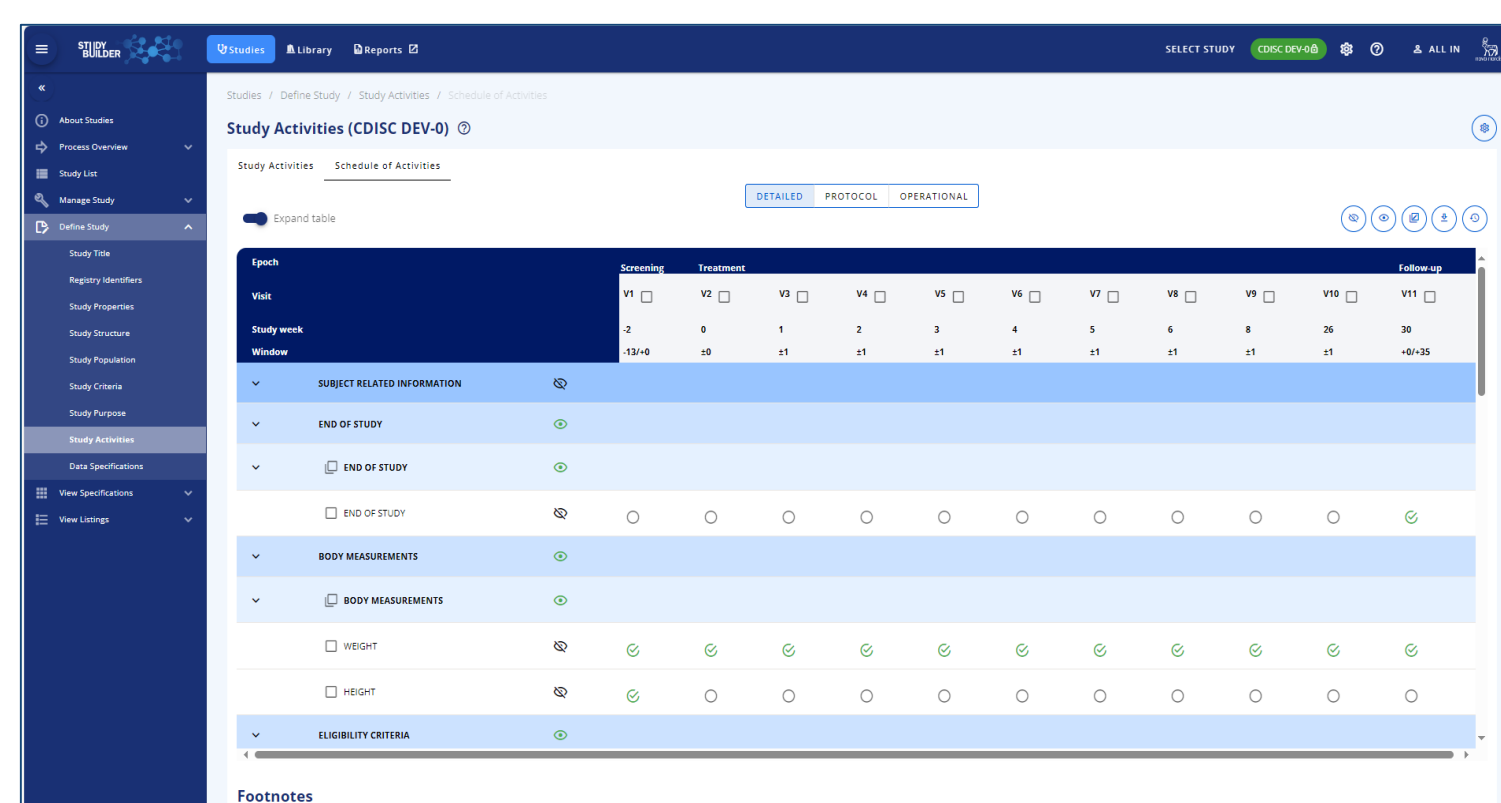 STUDY BUILDER Studies Library Reports SELECT STUDY CDISC DEV-0 ALL IN
About Studies
Process Overview
Study List
Manage Study
Define Study
Study Title
Registry Identifiers
Study Properties
Study Structure
Study Population
Study Criteria
Study Purpose
Study Activities
Data Specifications
View Specifications
View Listings
Studies / Define Study / Study Activities / Schedule of Activities
Study Activities (CDISC DEV-0)
Study Activities Schedule of Activities
DETAILED PROTOCOL OPERATIONAL
Expand table
Epoch Screening Treatment Follow-up
Visit V1 V2 V3 V4 V5 V6 V7 V8 V9 V10 V11
Study week -2 0 1 2 3 4 5 6 8 26 30
Window -13/+0 ±0 ±1 ±1 ±1 ±1 ±1 ±1 ±1 ±1 +0/+35
SUBJECT RELATED INFORMATION
END OF STUDY
END OF STUDY
END OF STUDY
BODY MEASUREMENTS
BODY MEASUREMENTS
WEIGHT
HEIGHT
ELIGIBILITY CRITERIA
Footnotes